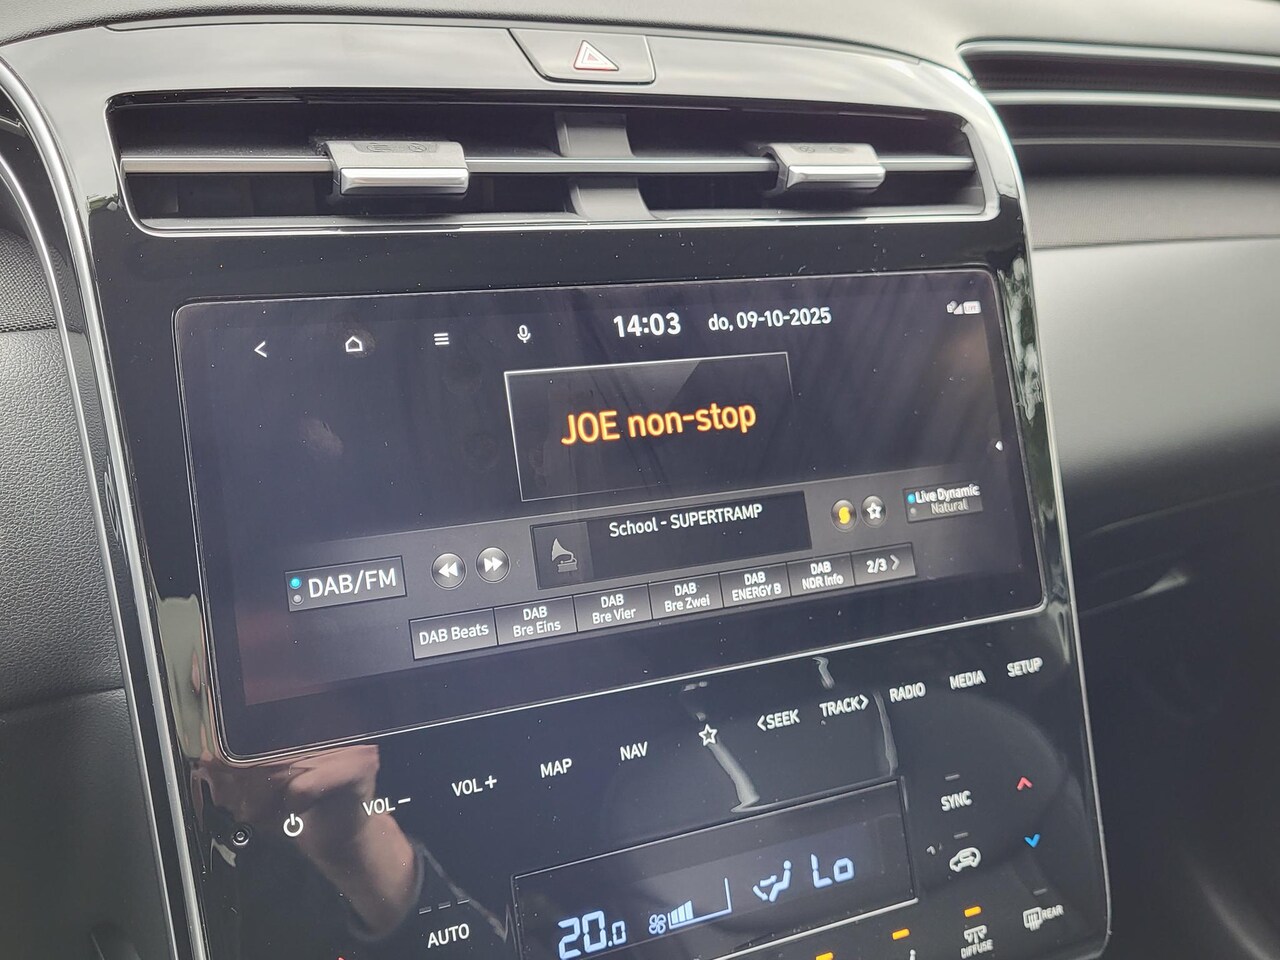 14:03 do, 09-10-2025
JOE non-stop
Live Dynamic
Natural
School - SUPERTRAMP
DAB/FM
DAB Beats
DAB
Bre Eins
DAB
Bre Vier
DAB
Bre Zwei
DAB
ENERGY B
DAB
NDR Info
2/3 >
VOL −
VOL +
MAP
NAV
<SEEK
TRACK>
RADIO
MEDIA
SETUP
SYNC
20.0
Lo
AUTO
DIFFUSE
REAR